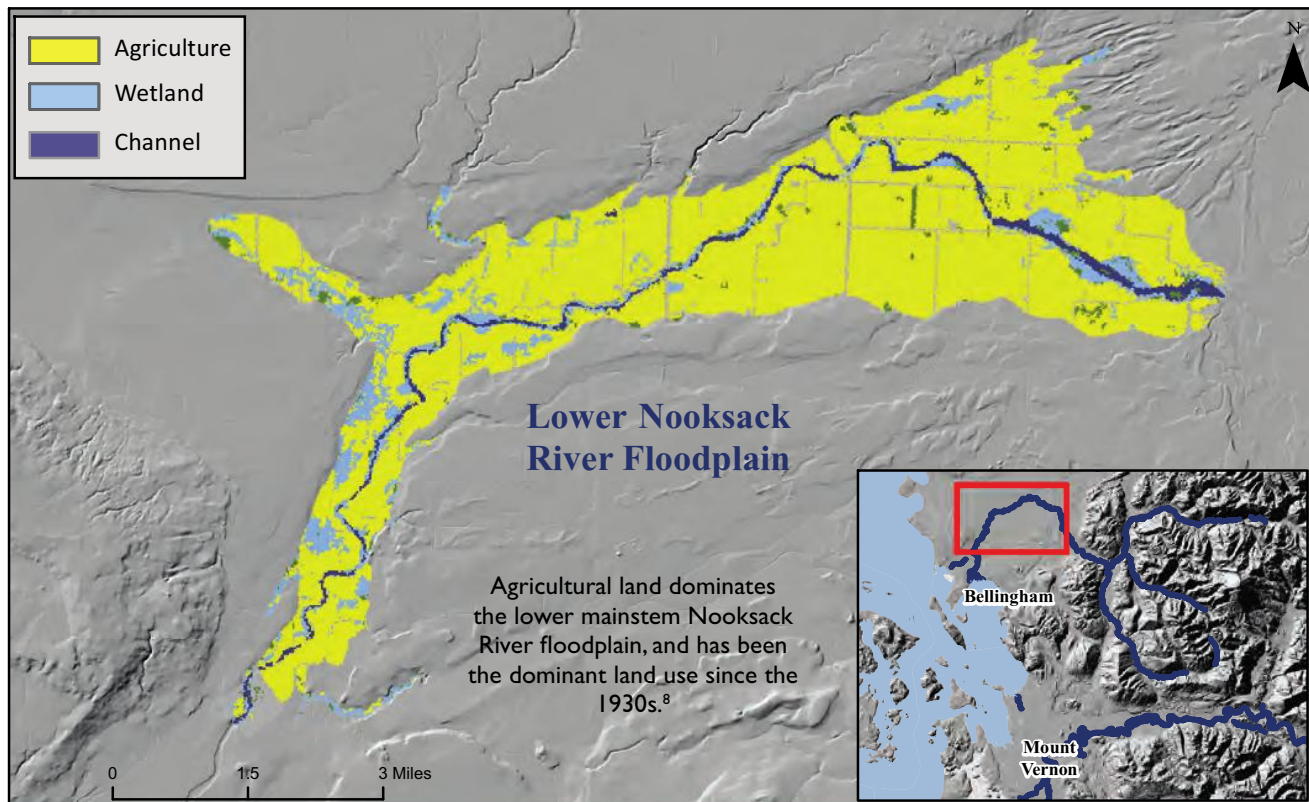 Agriculture
Wetland
Channel
N
Lower Nooksack
River Floodplain
Agricultural land dominates
the lower mainstem Nooksack
River floodplain, and has been
the dominant land use since the
1930s.⁸
0 1.5 3 Miles
Bellingham
Mount
Vernon